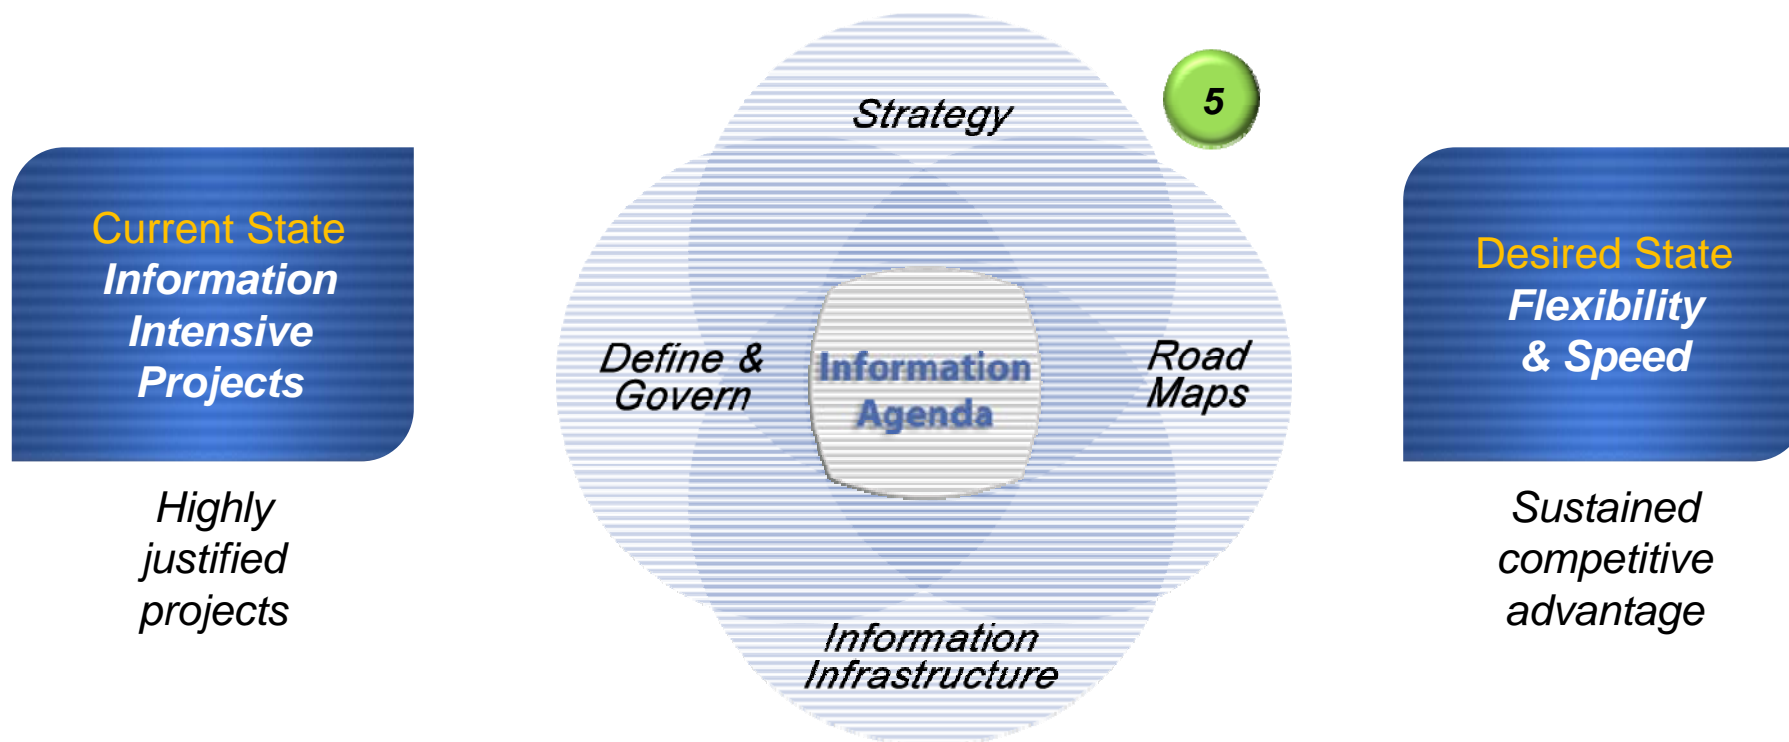 Current State
Information
Intensive
Projects
Highly
justified
projects
Strategy
5
Define &
Govern
Information
Agenda
Road
Maps
Information
Infrastructure
Desired State
Flexibility
& Speed
Sustained
competitive
advantage